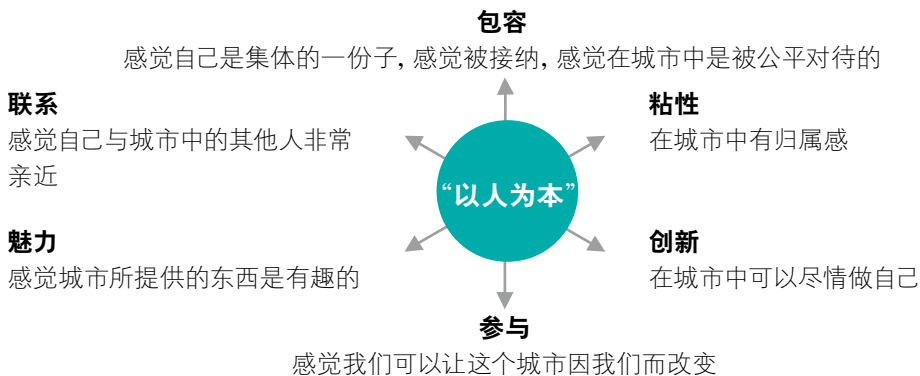 包容
感觉自己是集体的一份子, 感觉被接纳, 感觉在城市中是被公平对待的
联系
感觉自己与城市中的其他人非常
亲近
粘性
在城市中有归属感
“以人为本”
魅力
感觉城市所提供的东西是有趣的
创新
在城市中可以尽情做自己
参与
感觉我们可以让这个城市因我们而改变